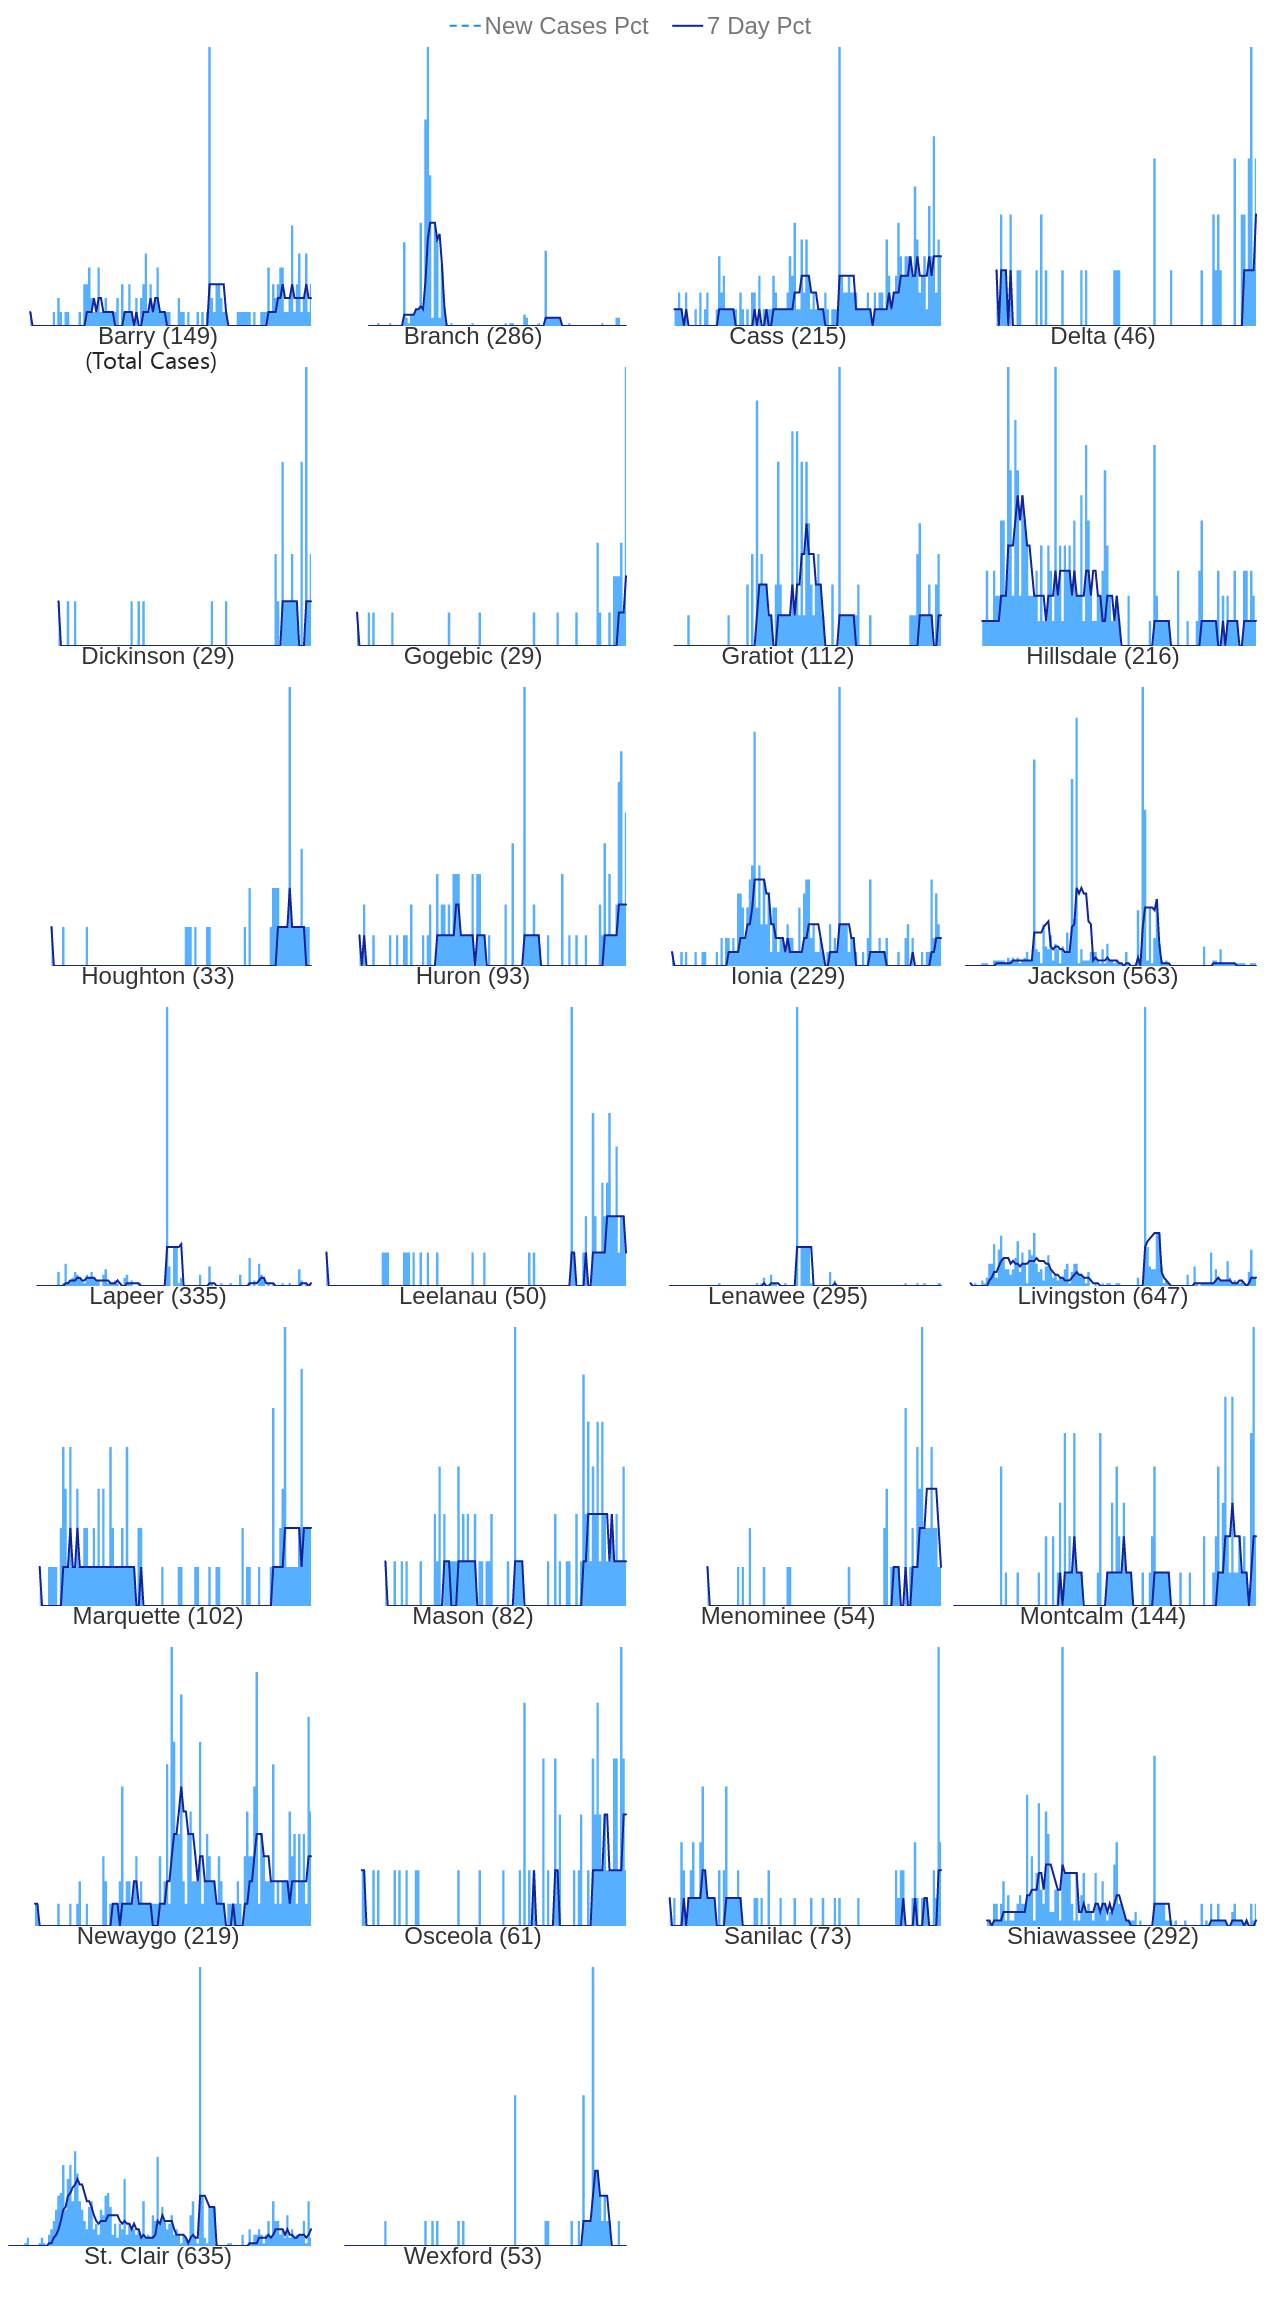 New Cases Pct 7 Day Pct
Barry (149) Branch (286) Cass (215) Delta (46)
(Total Cases)
Dickinson (29) Gogebic (29) Gratiot (112) Hillsdale (216)
Houghton (33) Huron (93) Ionia (229) Jackson (563)
Lapeer (335) Leelanau (50) Lenawee (295) Livingston (647)
Marquette (102) Mason (82) Menominee (54) Montcalm (144)
Newaygo (219) Osceola (61) Sanilac (73) Shiawassee (292)
St. Clair (635) Wexford (53)